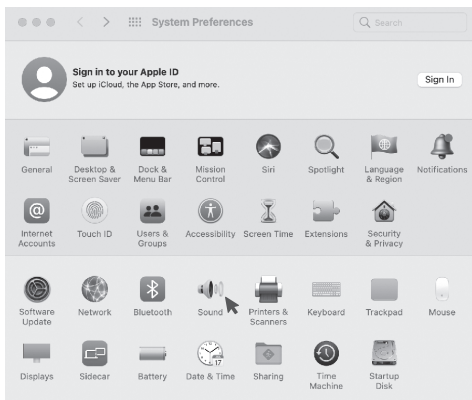 System Preferences
Search
Sign in to your Apple ID
Set up iCloud, the App Store, and more.
Sign In
General
Desktop &
Screen Saver
Dock &
Menu Bar
Mission
Control
Siri
Spotlight
Language
& Region
Notifications
@
Internet
Accounts
Touch ID
Users &
Groups
Accessibility
Screen Time
Extensions
Security
& Privacy
Software
Update
Network
Bluetooth
Sound
Printers &
Scanners
Keyboard
Trackpad
Mouse
17
Displays
Sidecar
Battery
Date & Time
Sharing
Time
Machine
Startup
Disk